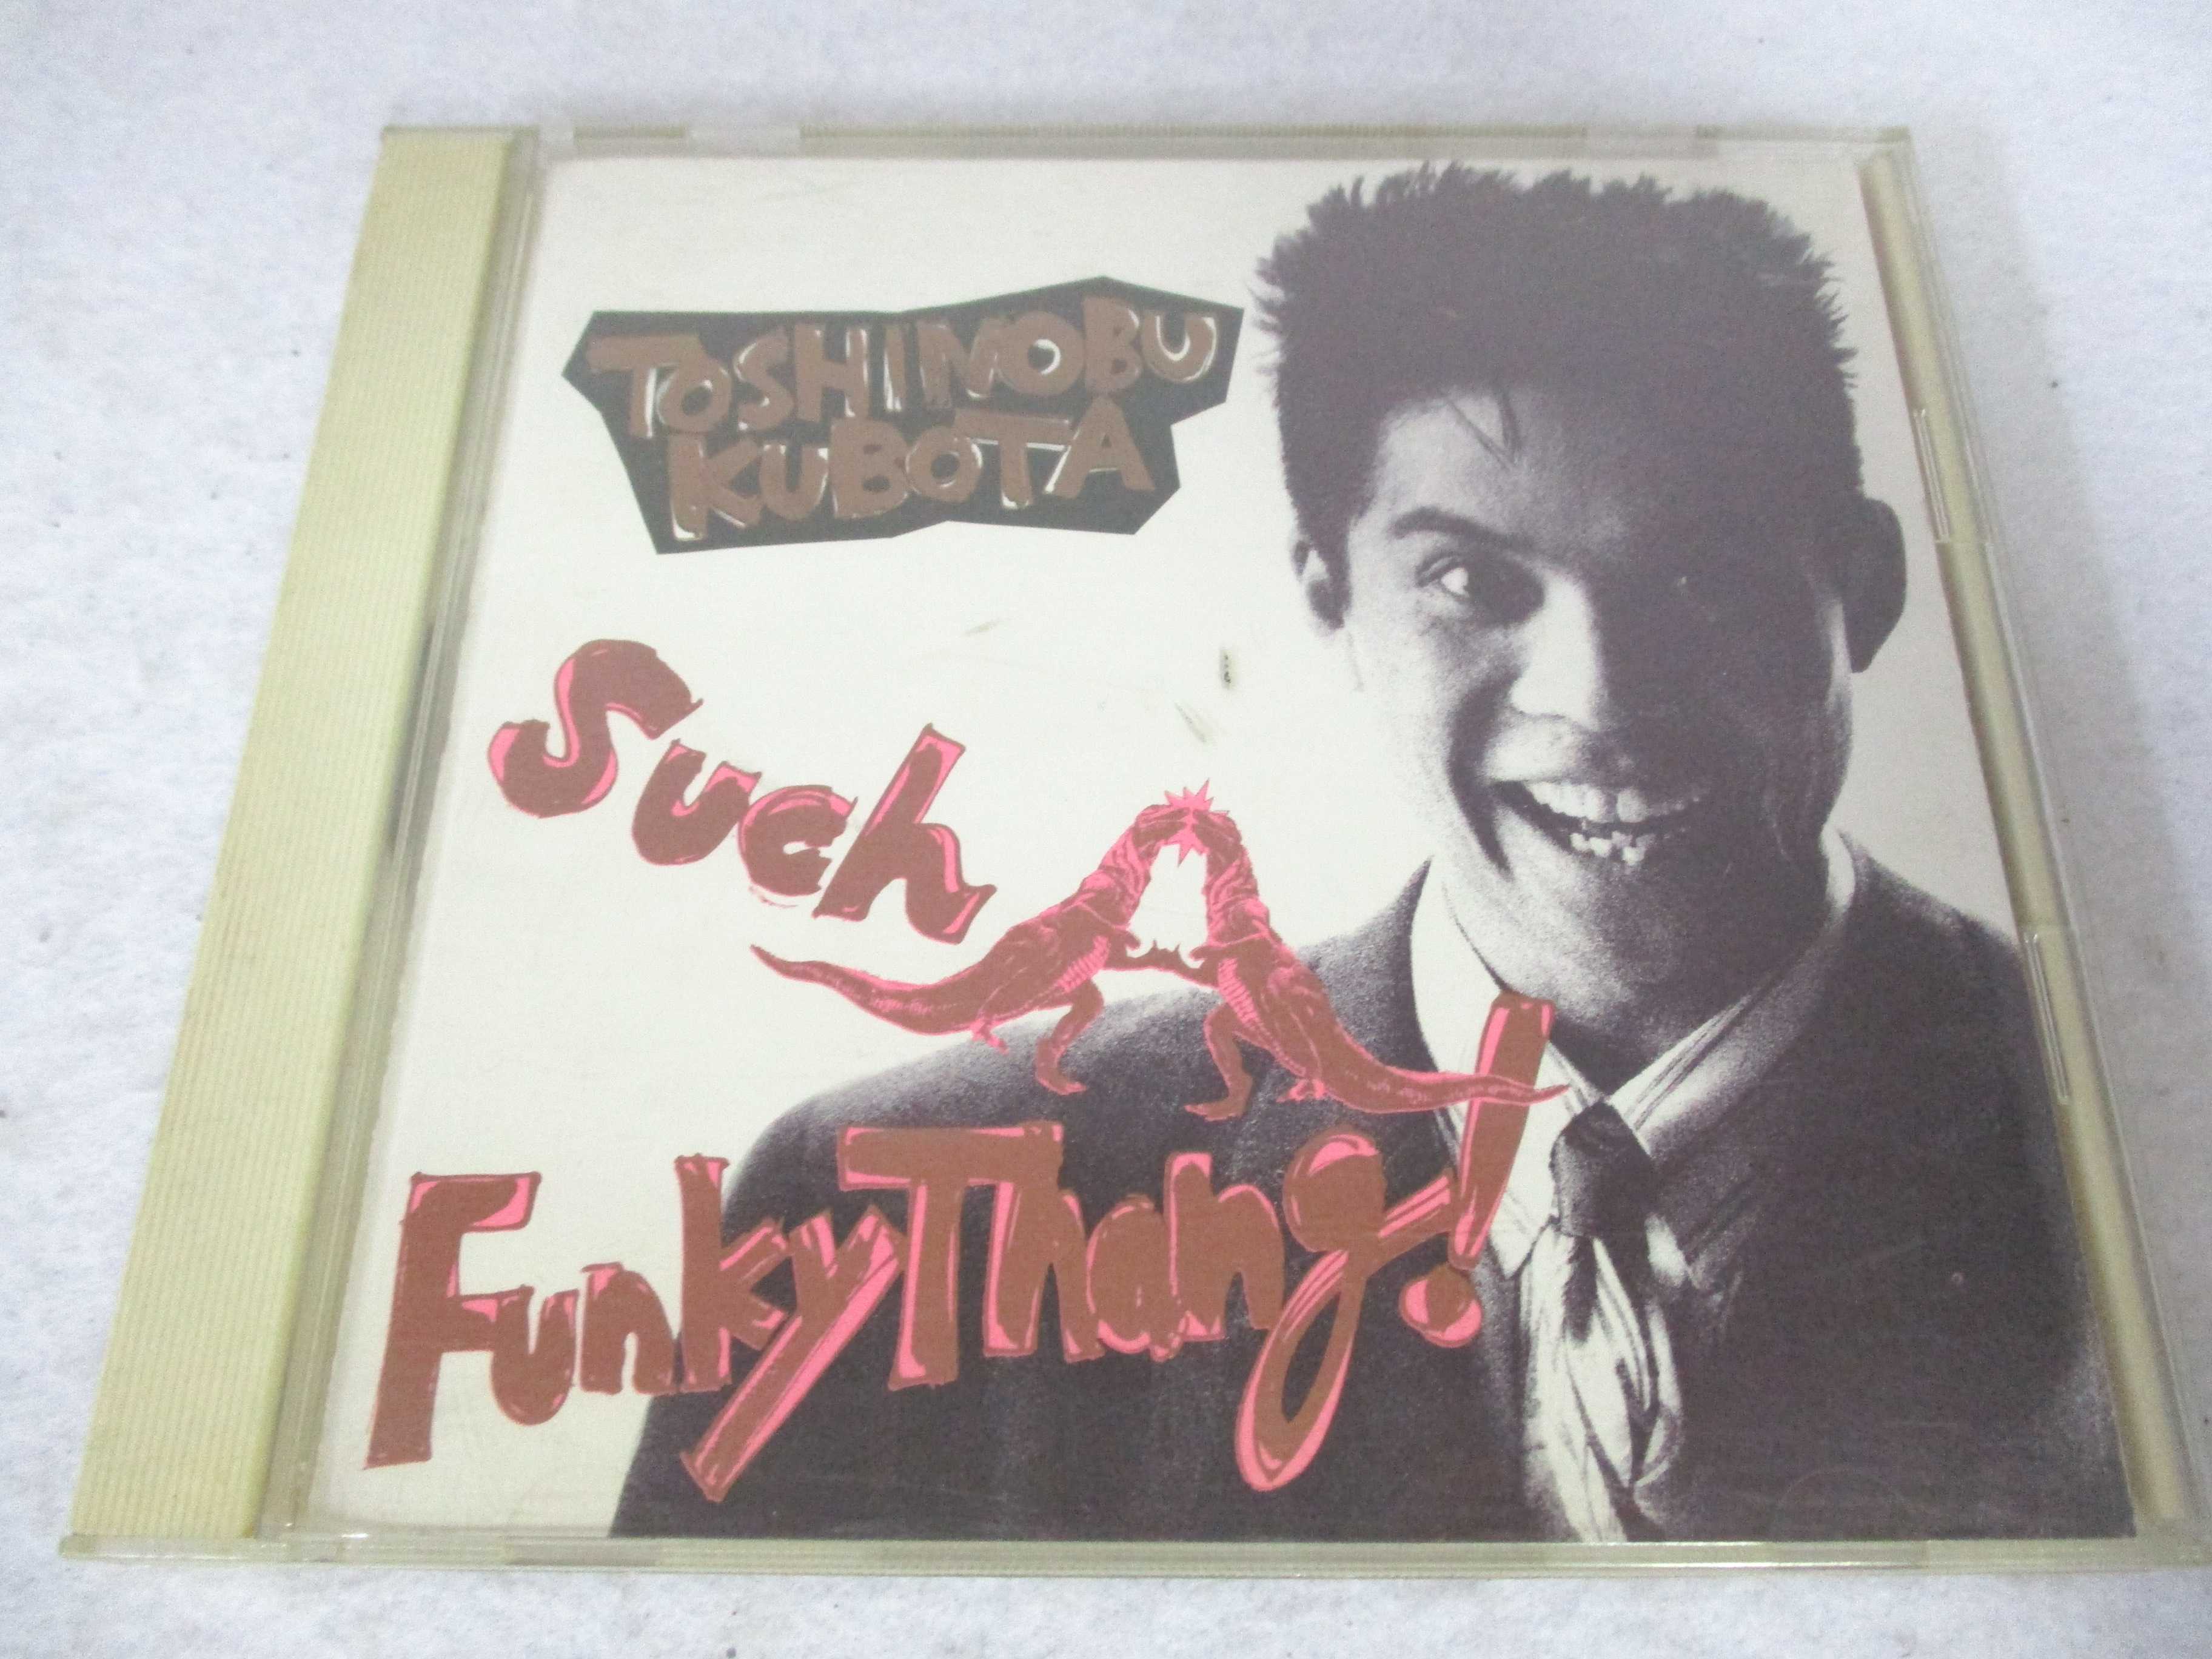 TOSHINOBU
KUBOTA
Such A
Funky Thang!